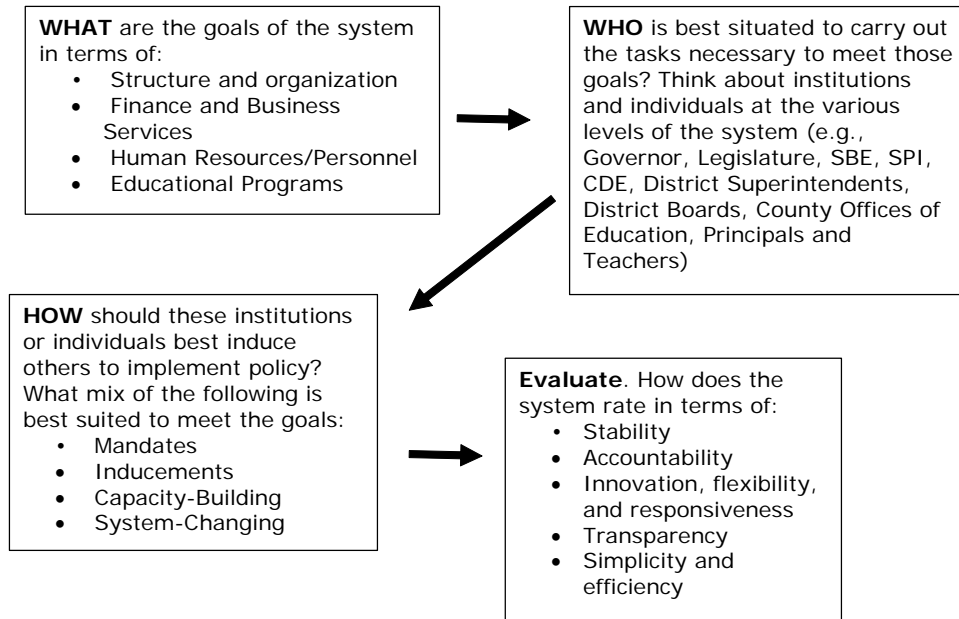 WHAT are the goals of the system
in terms of:
• Structure and organization
• Finance and Business
Services
• Human Resources/Personnel
• Educational Programs
WHO is best situated to carry out
the tasks necessary to meet those
goals? Think about institutions
and individuals at the various
levels of the system (e.g.,
Governor, Legislature, SBE, SPI,
CDE, District Superintendents,
District Boards, County Offices of
Education, Principals and
Teachers)
HOW should these institutions
or individuals best induce
others to implement policy?
What mix of the following is
best suited to meet the goals:
• Mandates
• Inducements
• Capacity-Building
• System-Changing
Evaluate. How does the
system rate in terms of:
• Stability
• Accountability
• Innovation, flexibility,
and responsiveness
• Transparency
• Simplicity and
efficiency